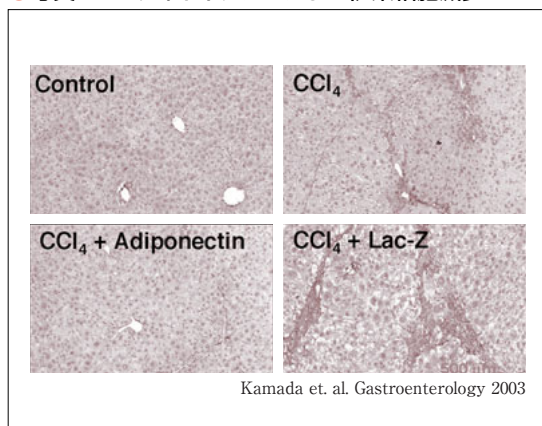 Control
CCl₄
CCl₄ + Adiponectin
CCl₄ + Lac-Z
Kamada et. al. Gastroenterology 2003